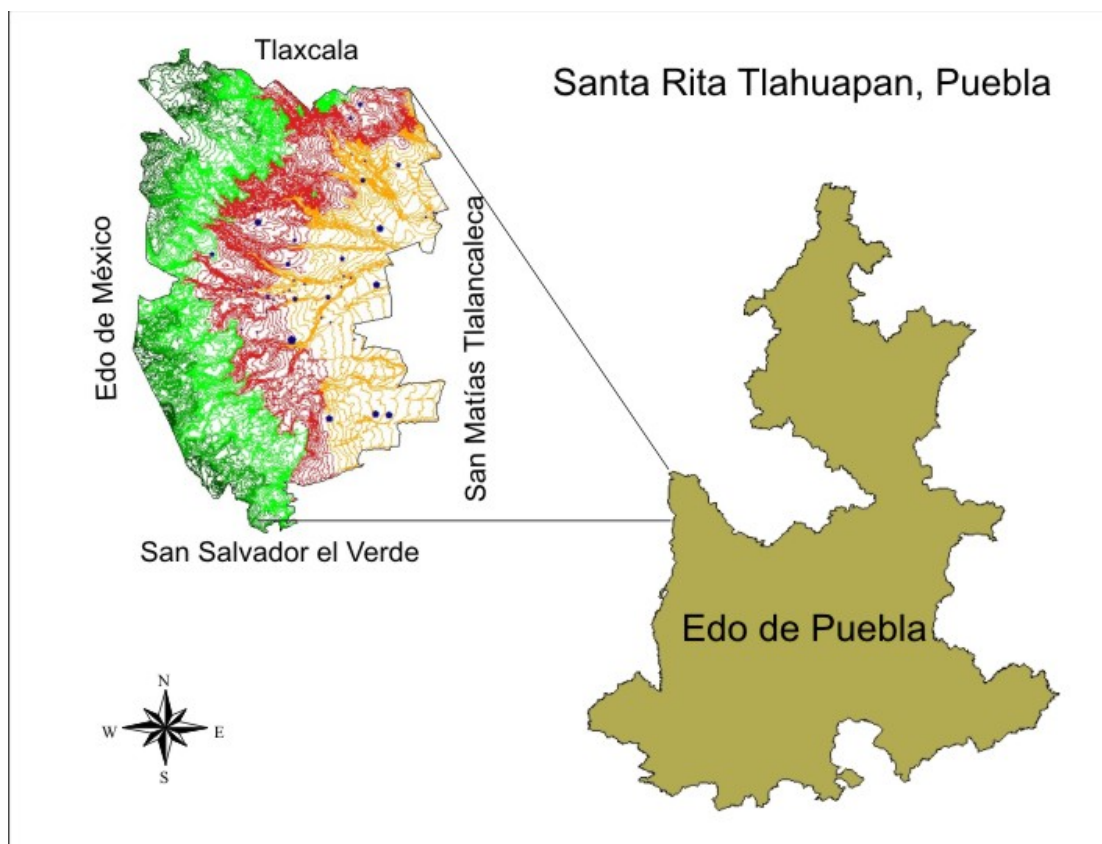 Tlaxcala
Santa Rita Tlahuapan, Puebla
Edo de México
San Matías Tlalancaleca
San Salvador el Verde
Edo de Puebla
N
W
E
S